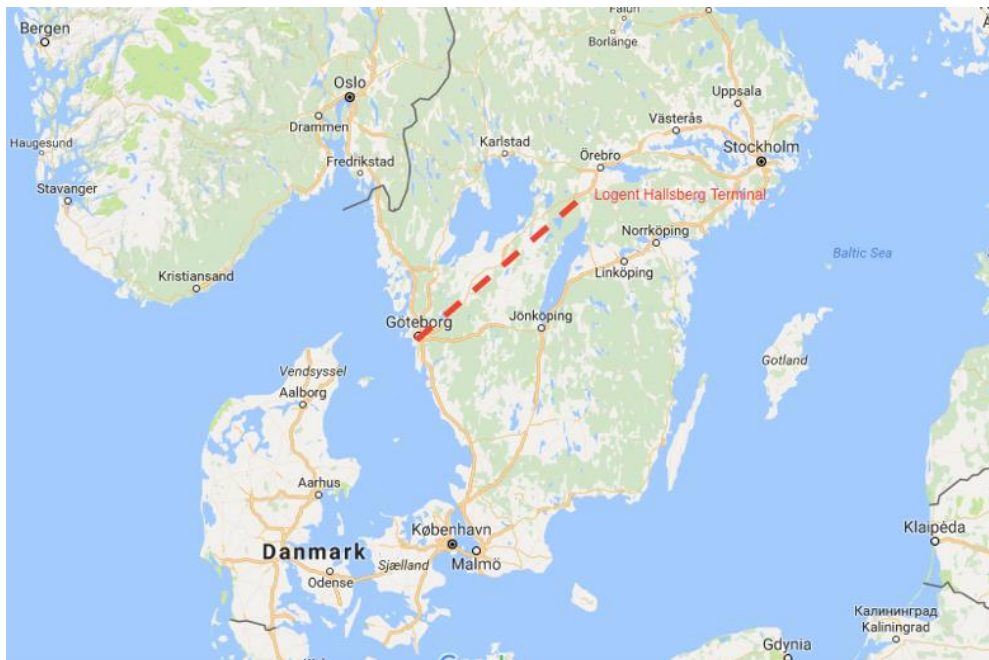 Bergen
Falun
Borlänge
Oslo
Uppsala
Drammen
Västerås
Haugesund
Karlstad
Stockholm
Örebro
Fredrikstad
Stavanger
Logent Hallsberg Terminal
Norrköping
Baltic Sea
Linköping
Kristiansand
Göteborg
Jönköping
Gotland
Vendsyssel
Aalborg
Aarhus
København
Klaipėda
Danmark
Sjælland
Malmö
Odense
Калининград
Kaliningrad
Gdynia